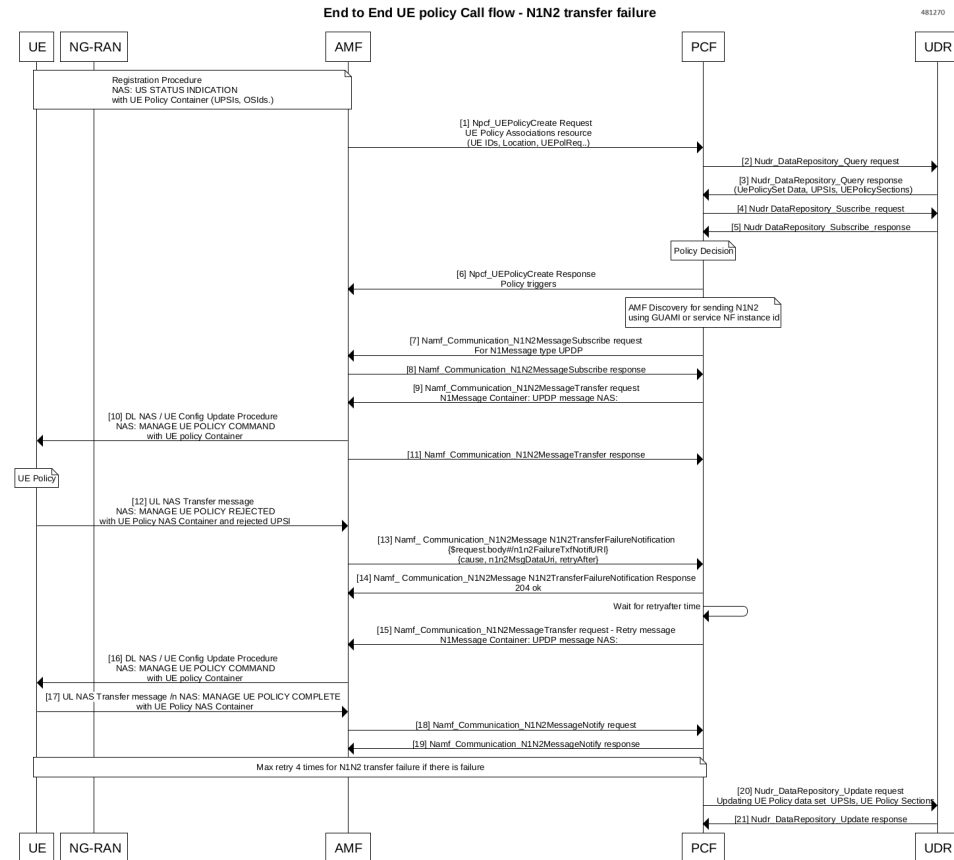 End to End UE policy Call flow - N1N2 transfer failure
481270
UE
NG-RAN
AMF
PCF
UDR
Registration Procedure
NAS: US STATUS INDICATION
with UE Policy Container (UPSIs, OSIds.)
[1] Npcf_UEPolicyCreate Request
UE Policy Associations resource
(UE IDs, Location, UEPolReq..)
[2] Nudr_DataRepository_Query request
[3] Nudr_DataRepository_Query response
(UePolicySet Data, UPSIs, UEPolicySections)
[4] Nudr DataRepository_Suscribe_request
[5] Nudr DataRepository_Subscribe_response
Policy Decision
[6] Npcf_UEPolicyCreate Response
Policy triggers
AMF Discovery for sending N1N2
using GUAMI or service NF instance id
[7] Namf_Communication_N1N2MessageSubscribe request
For N1Message type UPDP
[8] Namf_Communication_N1N2MessageSubscribe response
[9] Namf_Communication_N1N2MessageTransfer request
N1Message Container: UPDP message NAS:
[10] DL NAS / UE Config Update Procedure
NAS: MANAGE UE POLICY COMMAND
with UE policy Container
[11] Namf_Communication_N1N2MessageTransfer response
UE Policy
[12] UL NAS Transfer message
NAS: MANAGE UE POLICY REJECTED
with UE Policy NAS Container and rejected UPSI
[13] Namf_ Communication_N1N2Message N1N2TransferFailureNotification
{$request.body#/n1n2FailureTxfNotifURI}
{cause, n1n2MsgDataUri, retryAfter}
[14] Namf_ Communication_N1N2Message N1N2TransferFailureNotification Response
204 ok
Wait for retryafter time
[15] Namf_Communication_N1N2MessageTransfer request - Retry message
N1Message Container: UPDP message NAS:
[16] DL NAS / UE Config Update Procedure
NAS: MANAGE UE POLICY COMMAND
with UE policy Container
[17] UL NAS Transfer message /n NAS: MANAGE UE POLICY COMPLETE
with UE Policy NAS Container
[18] Namf_Communication_N1N2MessageNotify request
[19] Namf_Communication_N1N2MessageNotify response
Max retry 4 times for N1N2 transfer failure if there is failure
[20] Nudr_DataRepository_Update request
Updating UE Policy data set UPSIs, UE Policy Sections
[21] Nudr_DataRepository_Update response
UE
NG-RAN
AMF
PCF
UDR